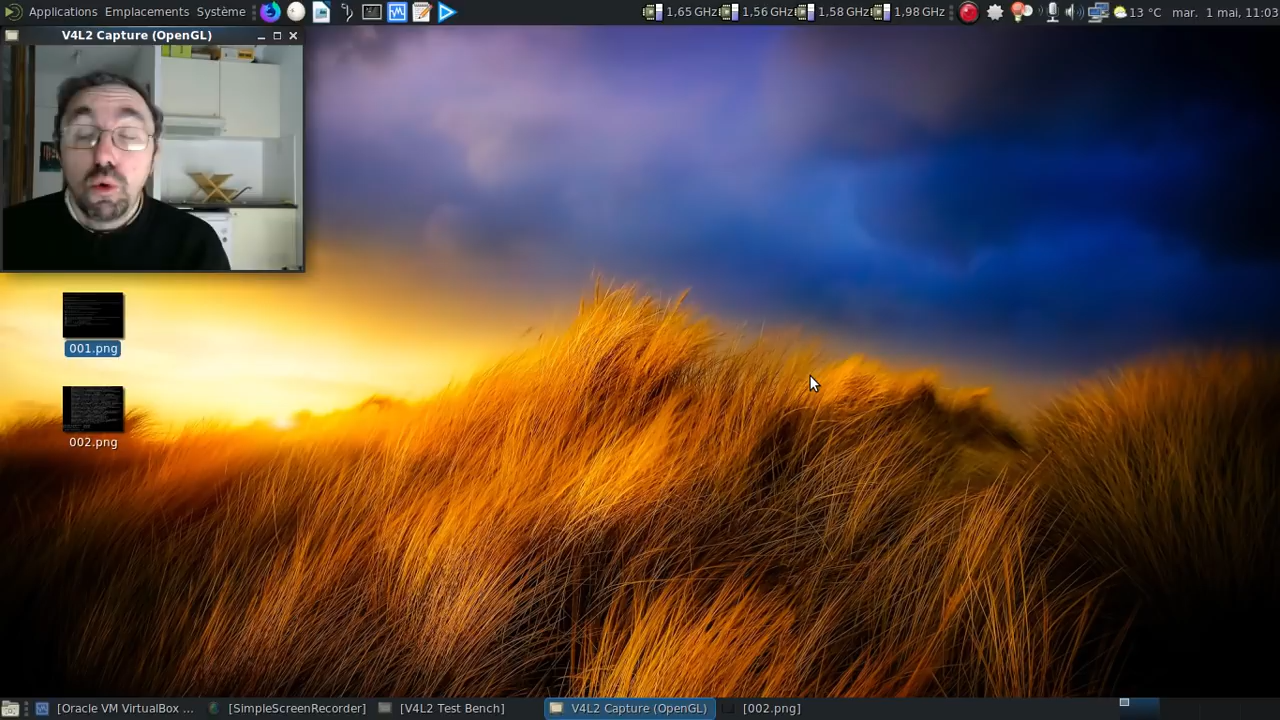 Applications Emplacements Système 1,65 GHz 1,56 GHz 1,58 GHz 1,98 GHz 13 °C mar. 1 mai, 11:03
V4L2 Capture (OpenGL)
001.png
002.png
[Oracle VM VirtualBox ... [SimpleScreenRecorder] [V4L2 Test Bench] V4L2 Capture (OpenGL) [002.png]